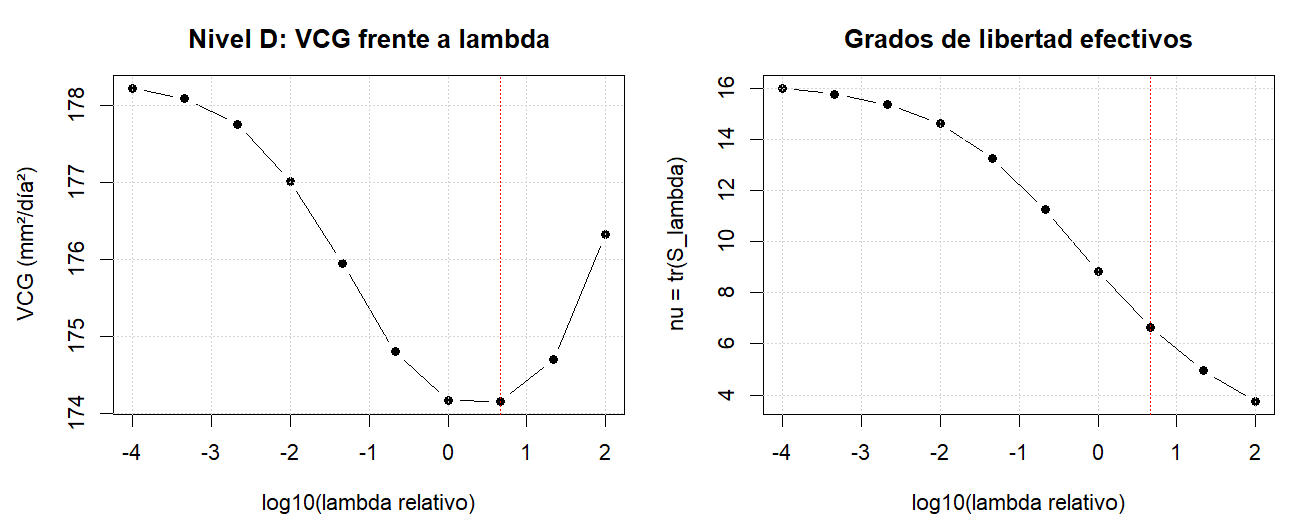 Nivel D: VCG frente a lambda
VCG (mm²/día²)
178
177
176
175
174
-4 -3 -2 -1 0 1 2
log10(lambda relativo)
Grados de libertad efectivos
nu = tr(S_lambda)
16
14
12
10
8
6
4
-4 -3 -2 -1 0 1 2
log10(lambda relativo)